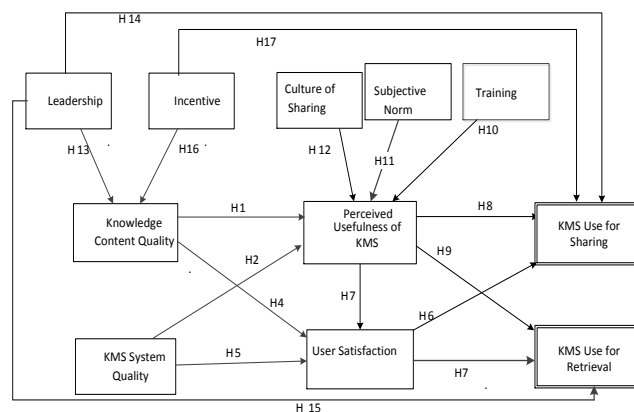 H 14
H17
Leadership
Incentive
Culture of
Sharing
Subjective
Norm
Training
H 13
H16
H 12
H11
H10
Knowledge
Content Quality
H1
Perceived
Usefulness of
KMS
H8
KMS Use for
Sharing
H2
H9
H4
H7
H6
KMS System
Quality
H5
User Satisfaction
H7
KMS Use for
Retrieval
H 15